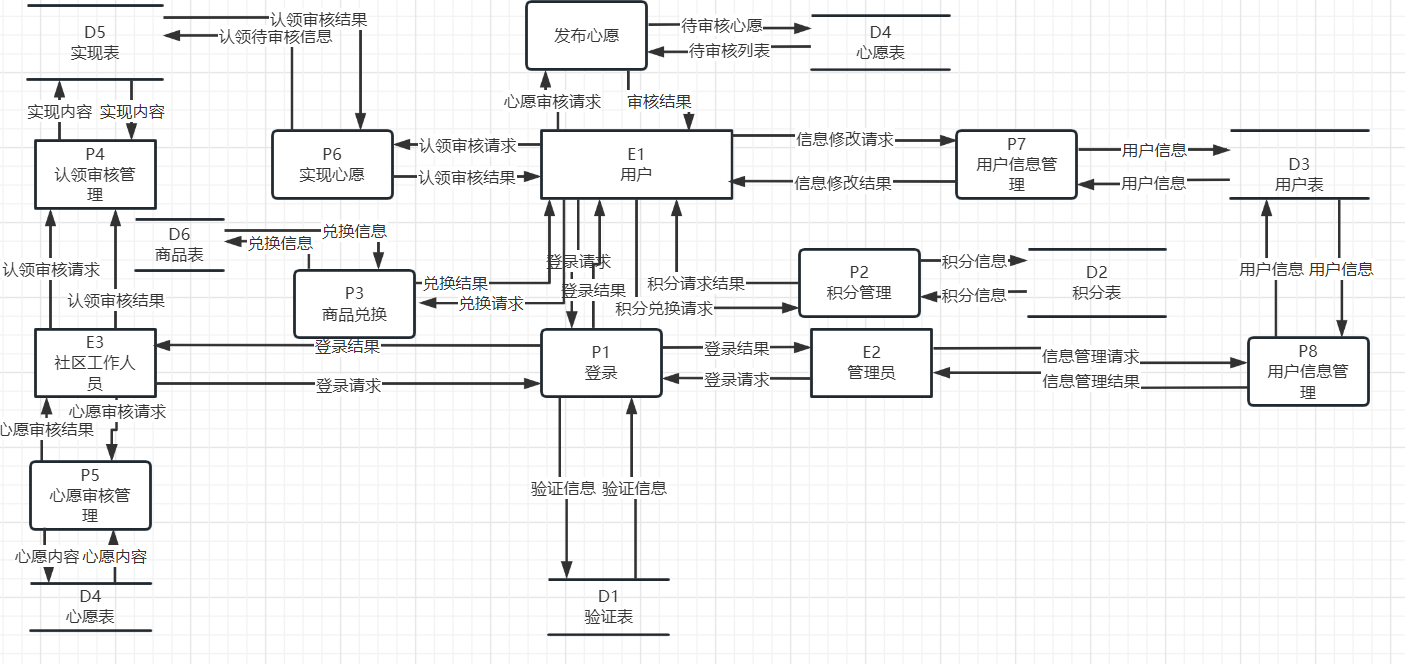 D5
实现表
认领审核结果
认领待审核信息
发布心愿
待审核心愿
待审核列表
D4
心愿表
实现内容
实现内容
心愿审核请求
审核结果
P4
认领审核管
理
P6
实现心愿
认领审核请求
认领审核结果
E1
用户
信息修改请求
信息修改结果
P7
用户信息管
理
用户信息
用户信息
D3
用户表
D6
商品表
兑换信息
兑换信息
认领审核请求
认领审核结果
P3
商品兑换
兑换结果
兑换请求
登录请求
登录结果
积分请求结果
积分兑换请求
P2
积分管理
积分信息
积分信息
D2
积分表
用户信息
用户信息
E3
社区工作人
员
登录结果
登录请求
P1
登录
登录结果
登录请求
E2
管理员
信息管理请求
信息管理结果
P8
用户信息管
理
心愿审核请求
心愿审核结果
P5
心愿审核管
理
验证信息
验证信息
心愿内容
心愿内容
D4
心愿表
D1
验证表